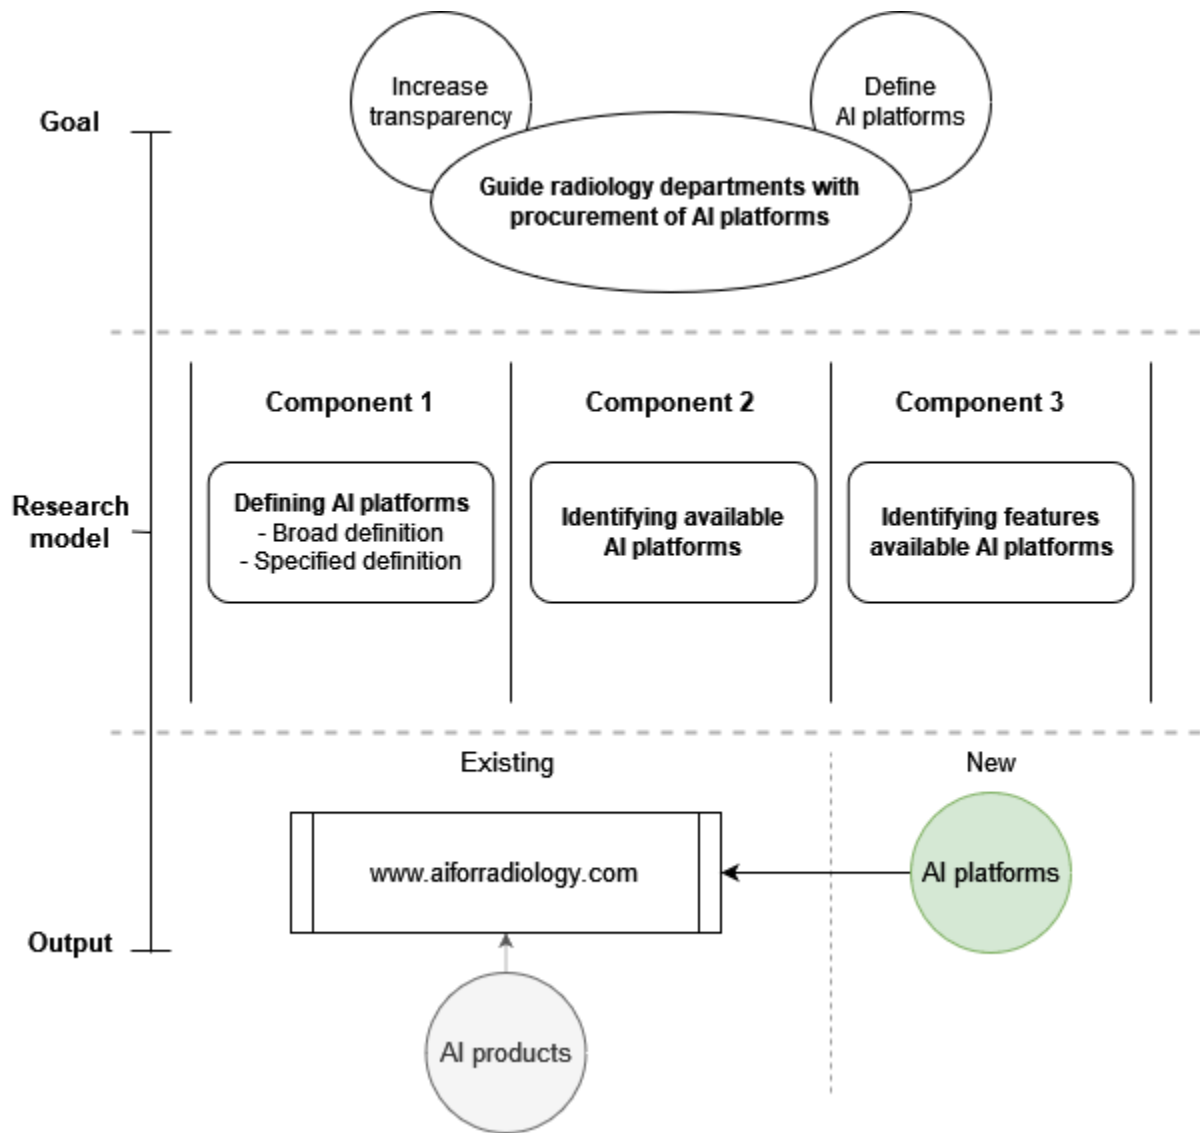 Goal
Increase
transparency
Define
AI platforms
Guide radiology departments with
procurement of AI platforms
Research
model
Component 1
Defining AI platforms
- Broad definition
- Specified definition
Component 2
Identifying available
AI platforms
Component 3
Identifying features
available AI platforms
Output
Existing
New
www.aiforradiology.com
AI platforms
AI products